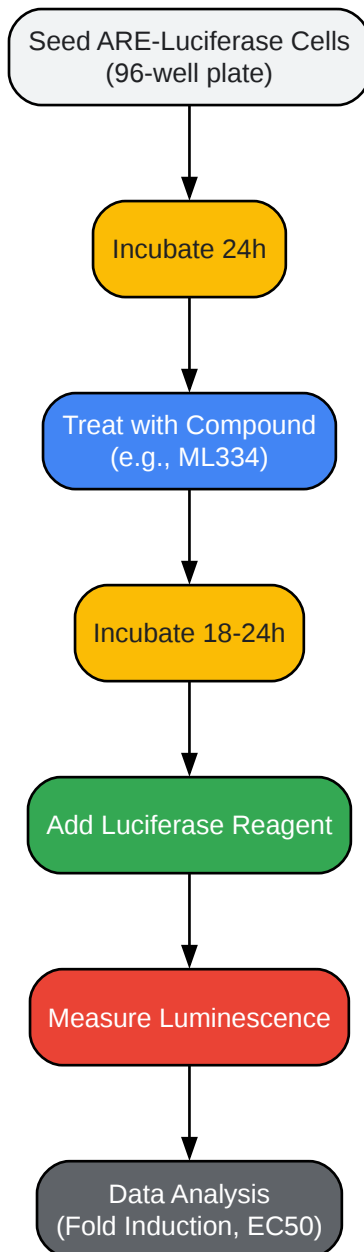 Seed ARE-Luciferase Cells
(96-well plate)
Incubate 24h
Treat with Compound
(e.g., ML334)
Incubate 18-24h
Add Luciferase Reagent
Measure Luminescence
Data Analysis
(Fold Induction, EC50)